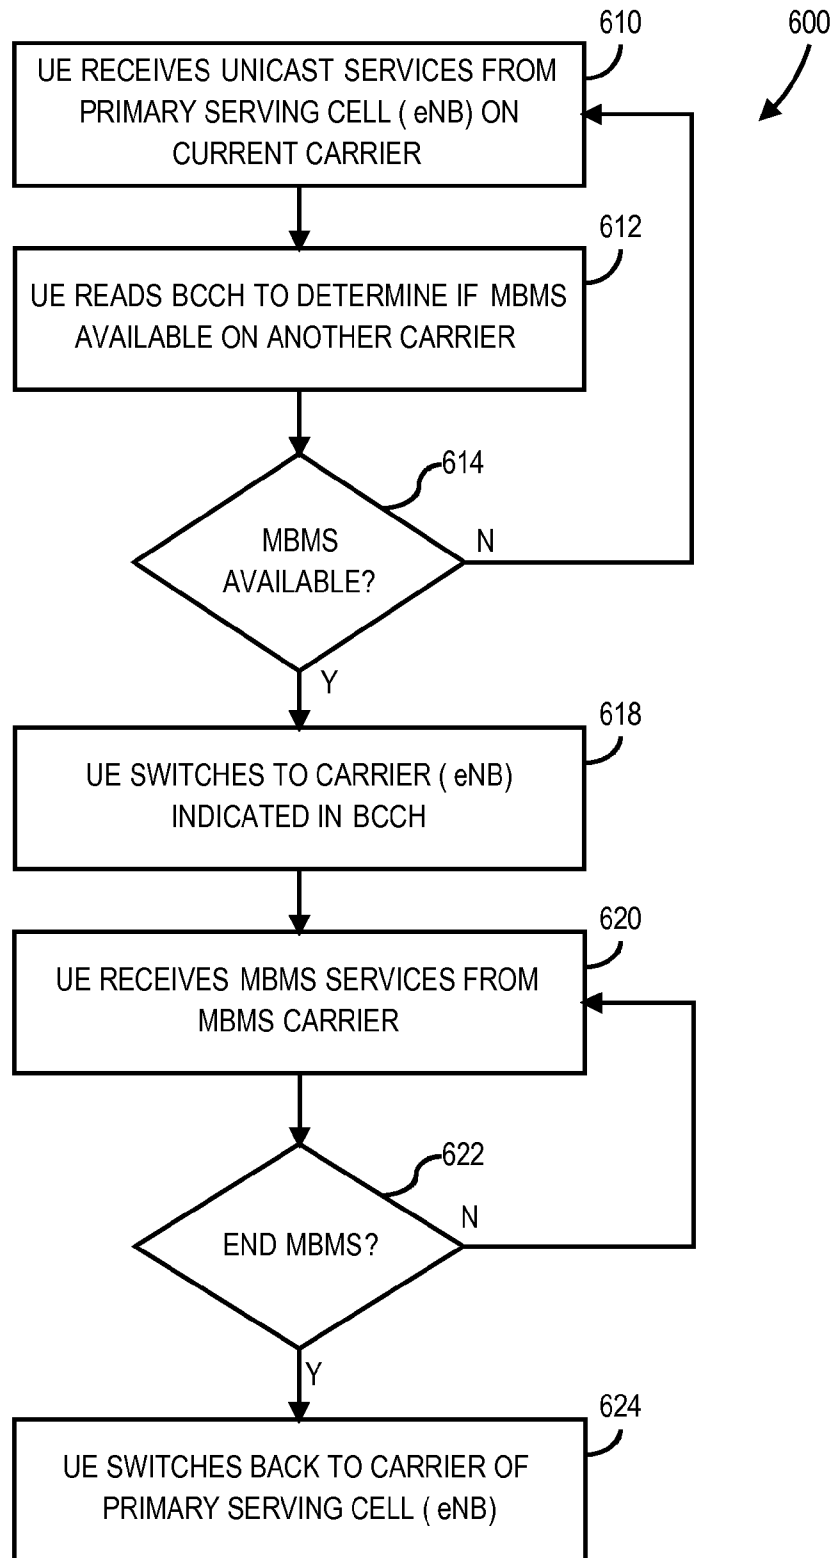 610
600
UE RECEIVES UNICAST SERVICES FROM
PRIMARY SERVING CELL ( eNB) ON
CURRENT CARRIER
612
UE READS BCCH TO DETERMINE IF MBMS
AVAILABLE ON ANOTHER CARRIER
614
MBMS
AVAILABLE?
N
Y
618
UE SWITCHES TO CARRIER ( eNB)
INDICATED IN BCCH
620
UE RECEIVES MBMS SERVICES FROM
MBMS CARRIER
622
END MBMS?
N
Y
624
UE SWITCHES BACK TO CARRIER OF
PRIMARY SERVING CELL ( eNB)